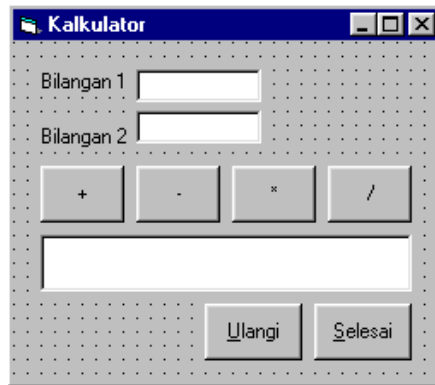 Kalkulator
Bilangan 1
Bilangan 2
+ - * /
Ulangi Selesai